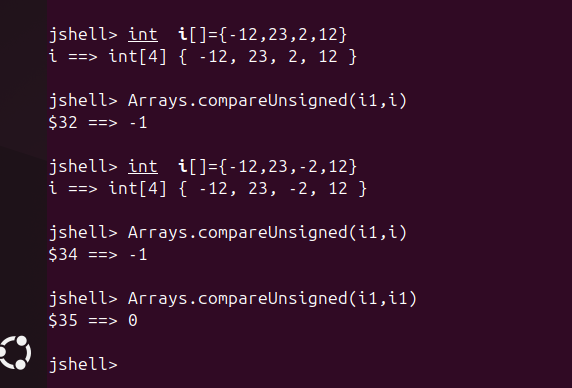 jshell> int  i[]={-12,23,2,12}
i ==> int[4] { -12, 23, 2, 12 }
jshell> Arrays.compareUnsigned(i1,i)
$32 ==> -1
jshell> int  i[]={-12,23,-2,12}
i ==> int[4] { -12, 23, -2, 12 }
jshell> Arrays.compareUnsigned(i1,i)
$34 ==> -1
jshell> Arrays.compareUnsigned(i1,i1)
$35 ==> 0
jshell>